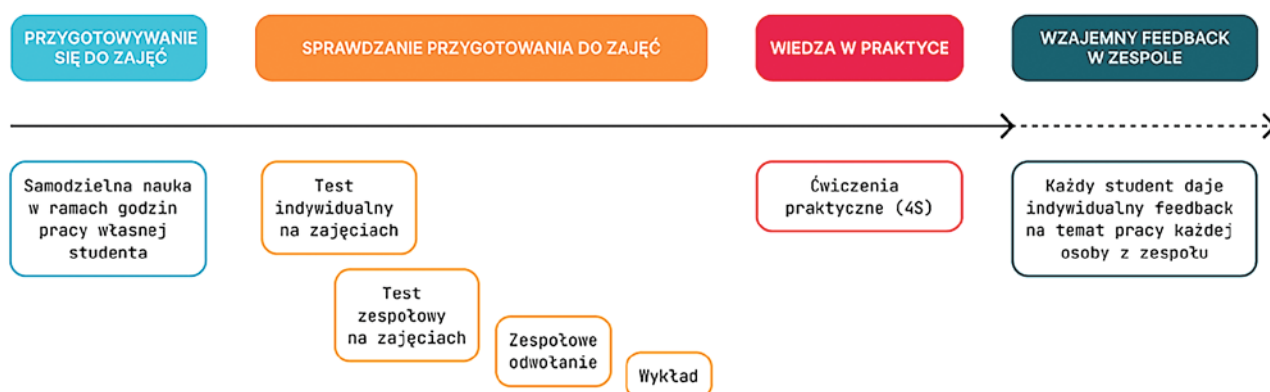 PRZYGOTOWYWANIE
SIĘ DO ZAJĘĆ
SPRAWDZANIE PRZYGOTOWANIA DO ZAJĘĆ
WIEDZA W PRAKTYCE
WZAJEMNY FEEDBACK
W ZESPOLE
Samodzielna nauka
w ramach godzin
pracy własnej
studenta
Test
indywidualny
na zajęciach
Test
zespołowy
na zajęciach
Zespołowe
odwołanie
Wykład
Ćwiczenia
praktyczne (4S)
Każdy student daje
indywidualny feedback
na temat pracy każdej
osoby z zespołu